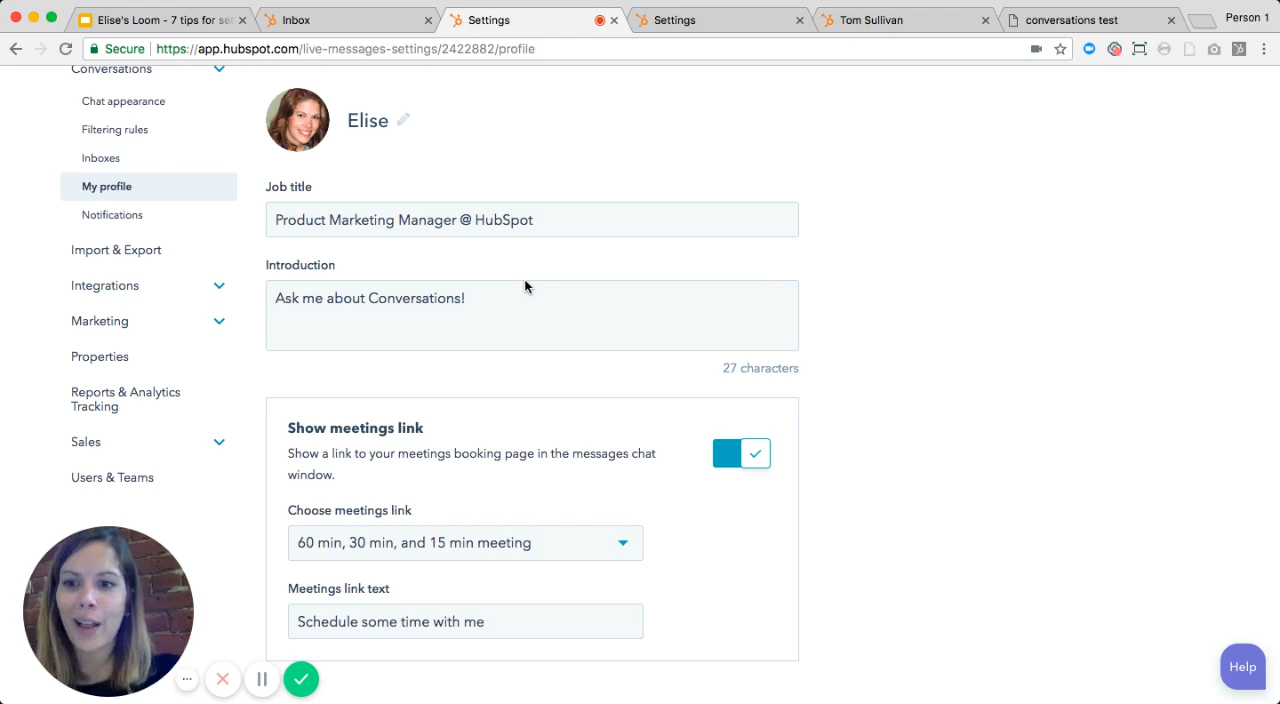 Elise's Loom - 7 tips for set
Inbox
Settings
Settings
Tom Sullivan
conversations test
Person 1
Secure
https://app.hubspot.com/live-messages-settings/2422882/profile
Conversations
Chat appearance
Filtering rules
Inboxes
My profile
Notifications
Import & Export
Integrations
Marketing
Properties
Reports & Analytics
Tracking
Sales
Users & Teams
Elise
Job title
Product Marketing Manager @ HubSpot
Introduction
Ask me about Conversations!
27 characters
Show meetings link
Show a link to your meetings booking page in the messages chat
window.
Choose meetings link
60 min, 30 min, and 15 min meeting
Meetings link text
Schedule some time with me
Help